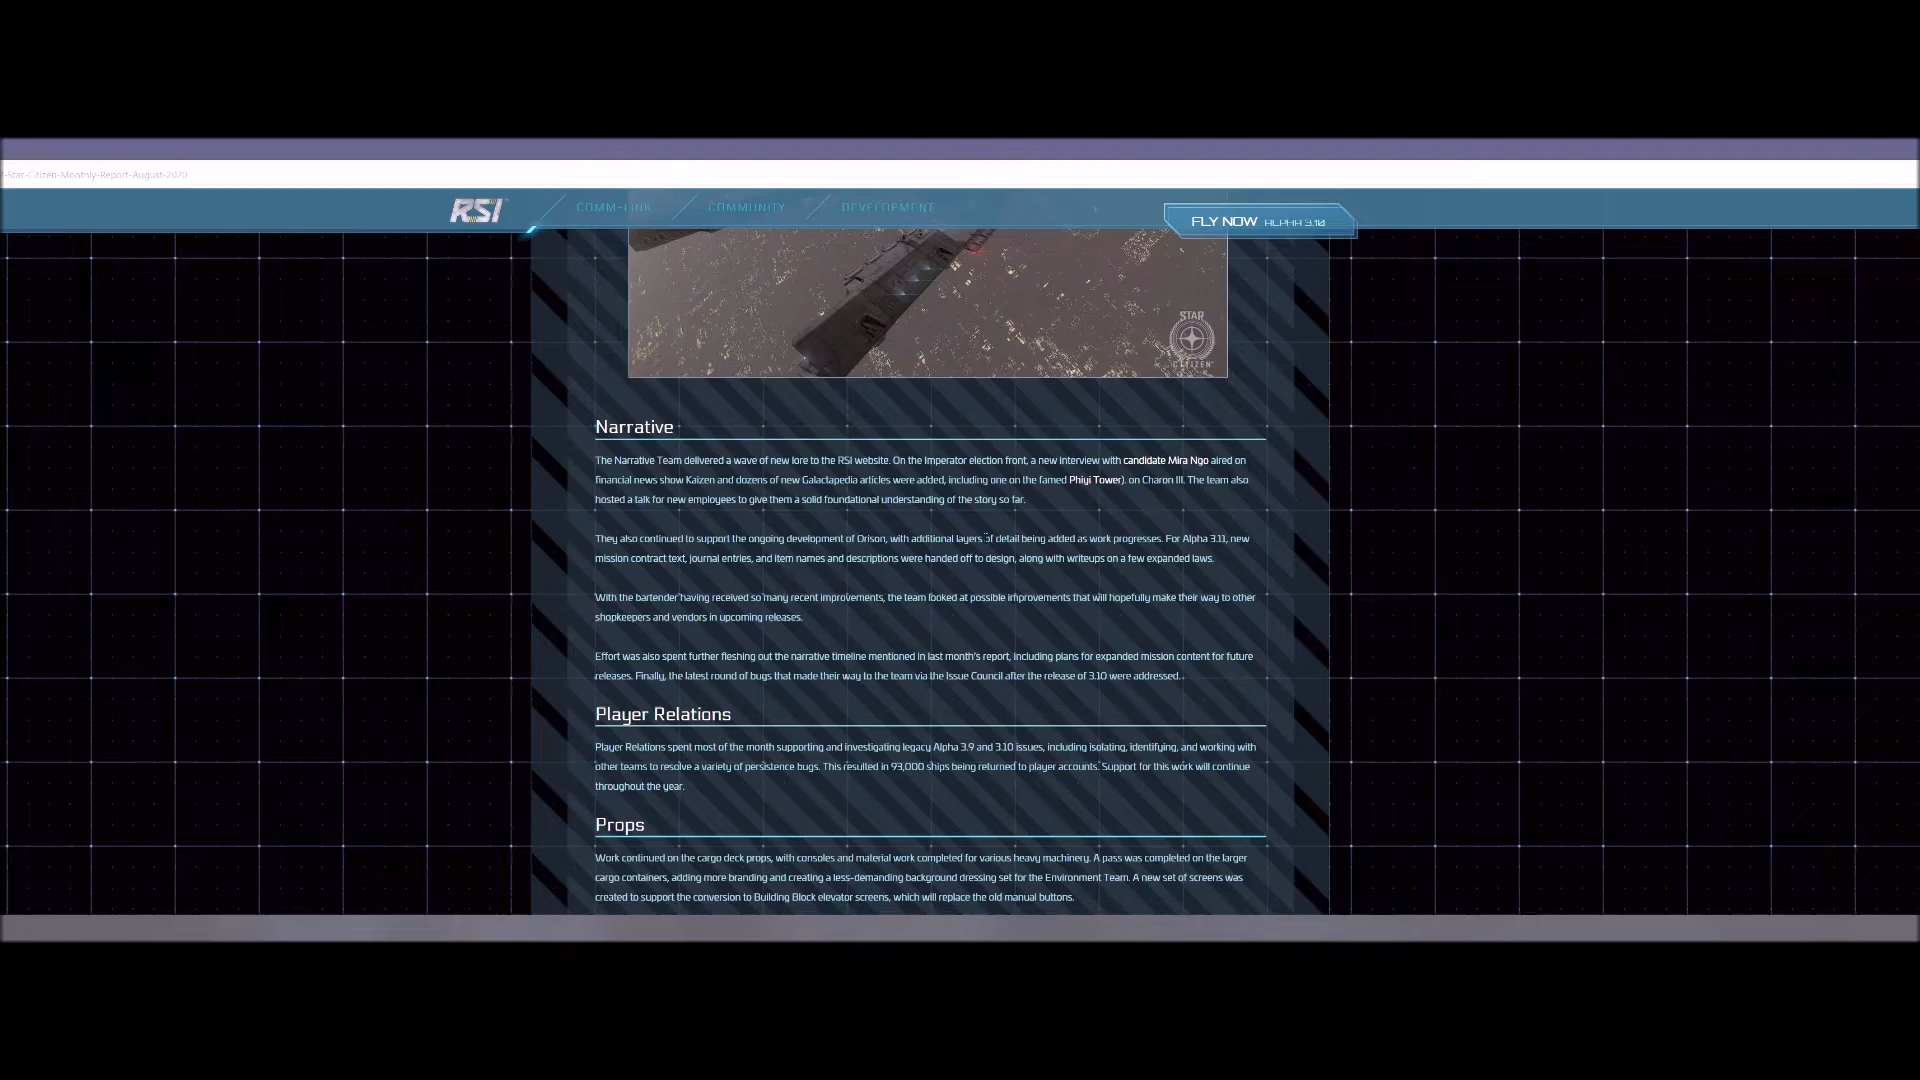 /-Star-Citizen-Monthly-Report-August-2020
RSI
COMM-LINK
COMMUNITY
DEVELOPMENT
FLY NOW ALPHA 3.10
STAR
CITIZEN
Narrative
The Narrative Team delivered a wave of new lore to the RSI website. On the Imperator election front, a new interview with candidate Mira Ngo aired on
financial news show Kaizen and dozens of new Galactapedia articles were added, including one on the famed Phiyi Tower). on Charon III. The team also
hosted a talk for new employees to give them a solid foundational understanding of the story so far.
They also continued to support the ongoing development of Orison, with additional layers of detail being added as work progresses. For Alpha 3.11, new
mission contract text, journal entries, and item names and descriptions were handed off to design, along with writeups on a few expanded laws.
With the bartender having received so many recent improvements, the team looked at possible improvements that will hopefully make their way to other
shopkeepers and vendors in upcoming releases.
Effort was also spent further fleshing out the narrative timeline mentioned in last month's report, including plans for expanded mission content for future
releases. Finally, the latest round of bugs that made their way to the team via the Issue Council after the release of 3.10 were addressed.
Player Relations
Player Relations spent most of the month supporting and investigating legacy Alpha 3.9 and 3.10 issues, including isolating, identifying, and working with
other teams to resolve a variety of persistence bugs. This resulted in 93,000 ships being returned to player accounts. Support for this work will continue
throughout the year.
Props
Work continued on the cargo deck props, with consoles and material work completed for various heavy machinery. A pass was completed on the larger
cargo containers, adding more branding and creating a less-demanding background dressing set for the Environment Team. A new set of screens was
created to support the conversion to Building Block elevator screens, which will replace the old manual buttons.